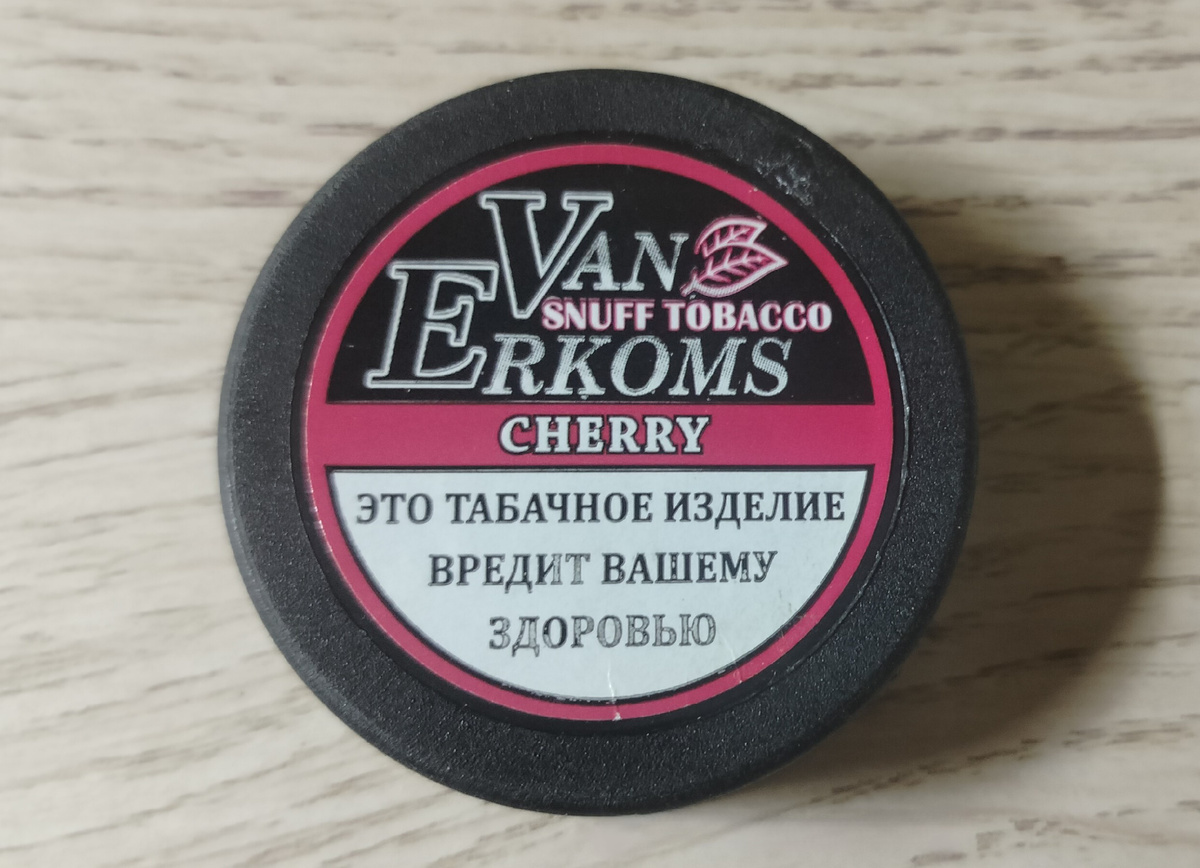 VAN
SNUFF TOBACCO
ERKOMS
CHERRY
ЭТО ТАБАЧНОЕ ИЗДЕЛИЕ
ВРЕДИТ ВАШЕМУ
ЗДОРОВЬЮ